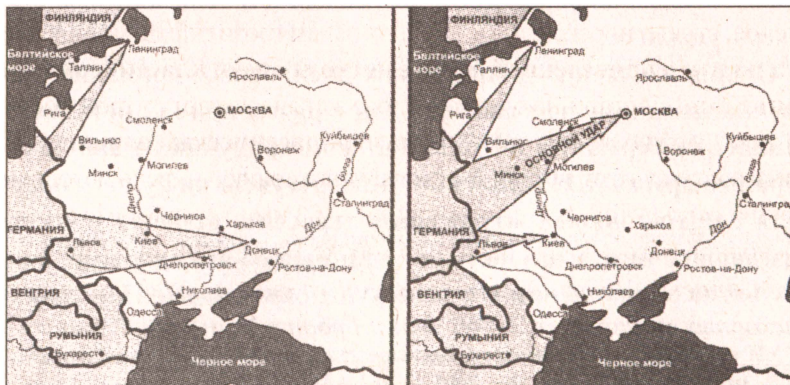 ФИНЛЯНДИЯ
Ленинград
Балтийское
море
Таллин
Рига
Ярославль
МОСКВА
Смоленск
Вильнюс
Минск
Могилев
Воронеж
Куйбышев
Волга
Днепр
Чернигов
Харьков
Дон
Сталинград
ГЕРМАНИЯ
Львов
Киев
Донецк
Днепропетровск
Ростов-на-Дону
ВЕНГРИЯ
Николаев
Одесса
РУМЫНИЯ
Бухарест
Черное море
ФИНЛЯНДИЯ
Ленинград
Балтийское
море
Таллин
Рига
Ярославль
МОСКВА
Смоленск
ОСНОВНОЙ УДАР
Вильнюс
Минск
Могилев
Воронеж
Куйбышев
Волга
Днепр
Чернигов
Харьков
Дон
Сталинград
ГЕРМАНИЯ
Львов
Киев
Донецк
Днепропетровск
Ростов-на-Дону
ВЕНГРИЯ
Николаев
Одесса
РУМЫНИЯ
Бухарест
Черное море